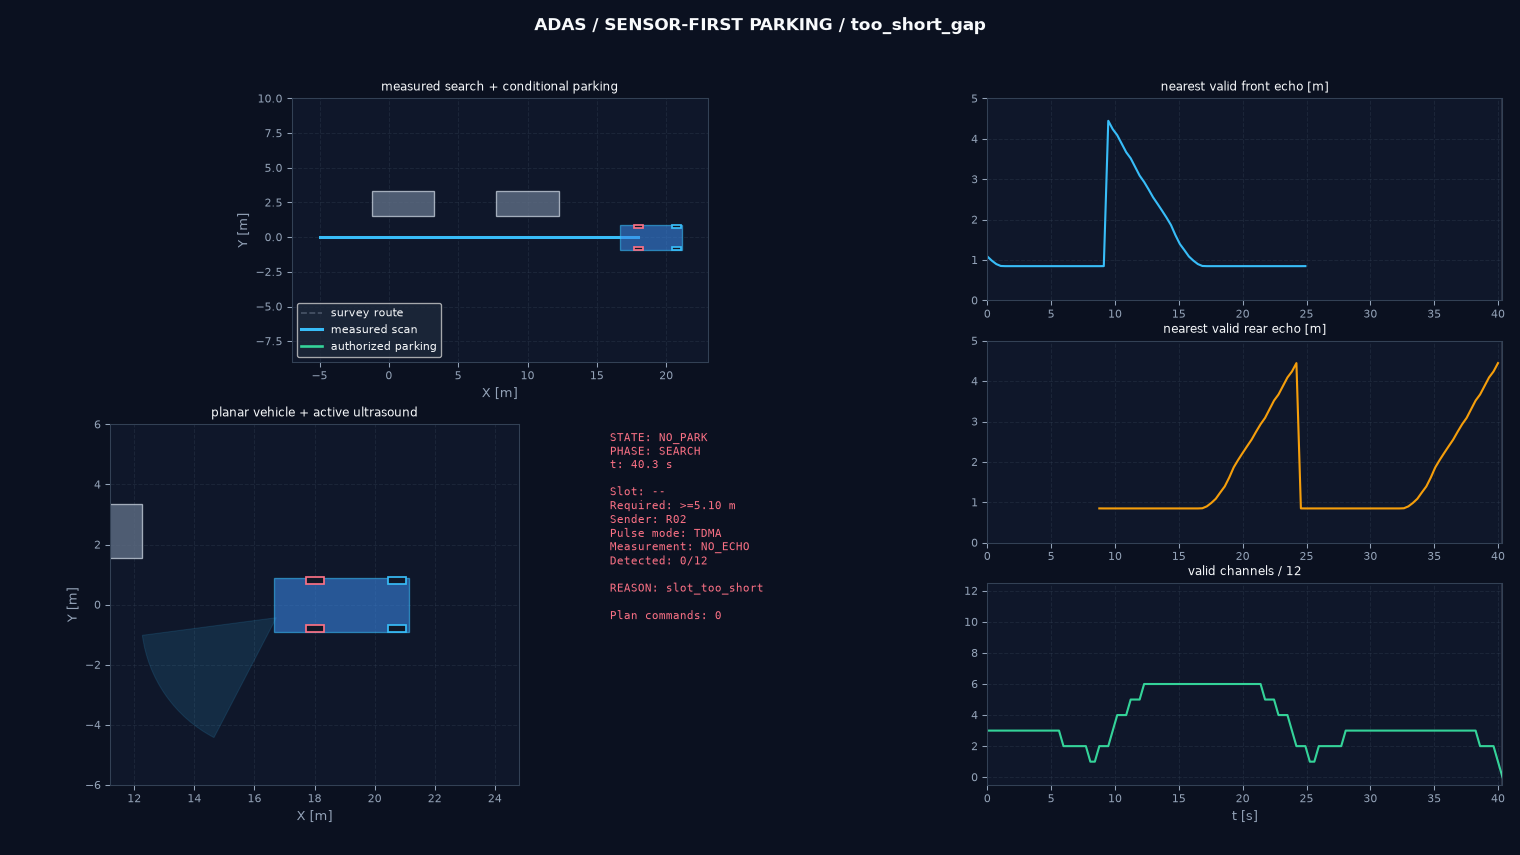 ADAS / SENSOR-FIRST PARKING / too_short_gap
measured search + conditional parking
10.0
7.5
5.0
2.5
0.0
−2.5
−5.0
−7.5
Y [m]
survey route
measured scan
authorized parking
−5 0 5 10 15 20
X [m]
planar vehicle + active ultrasound
6
4
2
0
−2
−4
−6
Y [m]
12 14 16 18 20 22 24
X [m]
STATE: NO_PARK
PHASE: SEARCH
t: 40.3 s
Slot: --
Required: >=5.10 m
Sender: R02
Pulse mode: TDMA
Measurement: NO_ECHO
Detected: 0/12
REASON: slot_too_short
Plan commands: 0
nearest valid front echo [m]
5
4
3
2
1
0
0 5 10 15 20 25 30 35 40
nearest valid rear echo [m]
5
4
3
2
1
0
0 5 10 15 20 25 30 35 40
valid channels / 12
12
10
8
6
4
2
0
0 5 10 15 20 25 30 35 40
t [s]